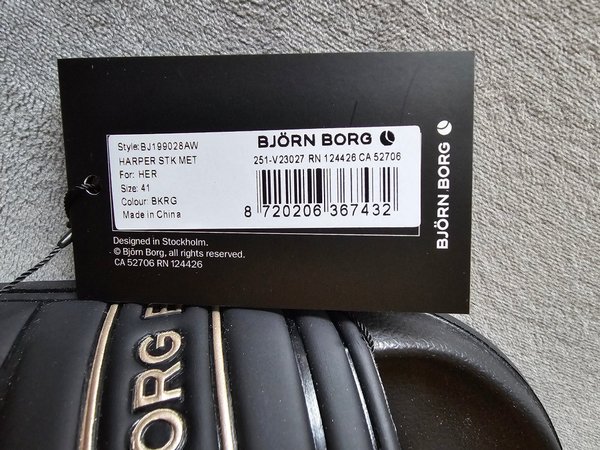 Style: BJ199028AW
HARPER STK MET
For: HER
Size: 41
Colour: BKRG
Made in China
BJÖRN BORG
251-V23027 RN 124426 CA 52706
8 720206 367432
Designed in Stockholm.
© Björn Borg, all rights reserved.
CA 52706 RN 124426
BJÖRN BORG
ORG